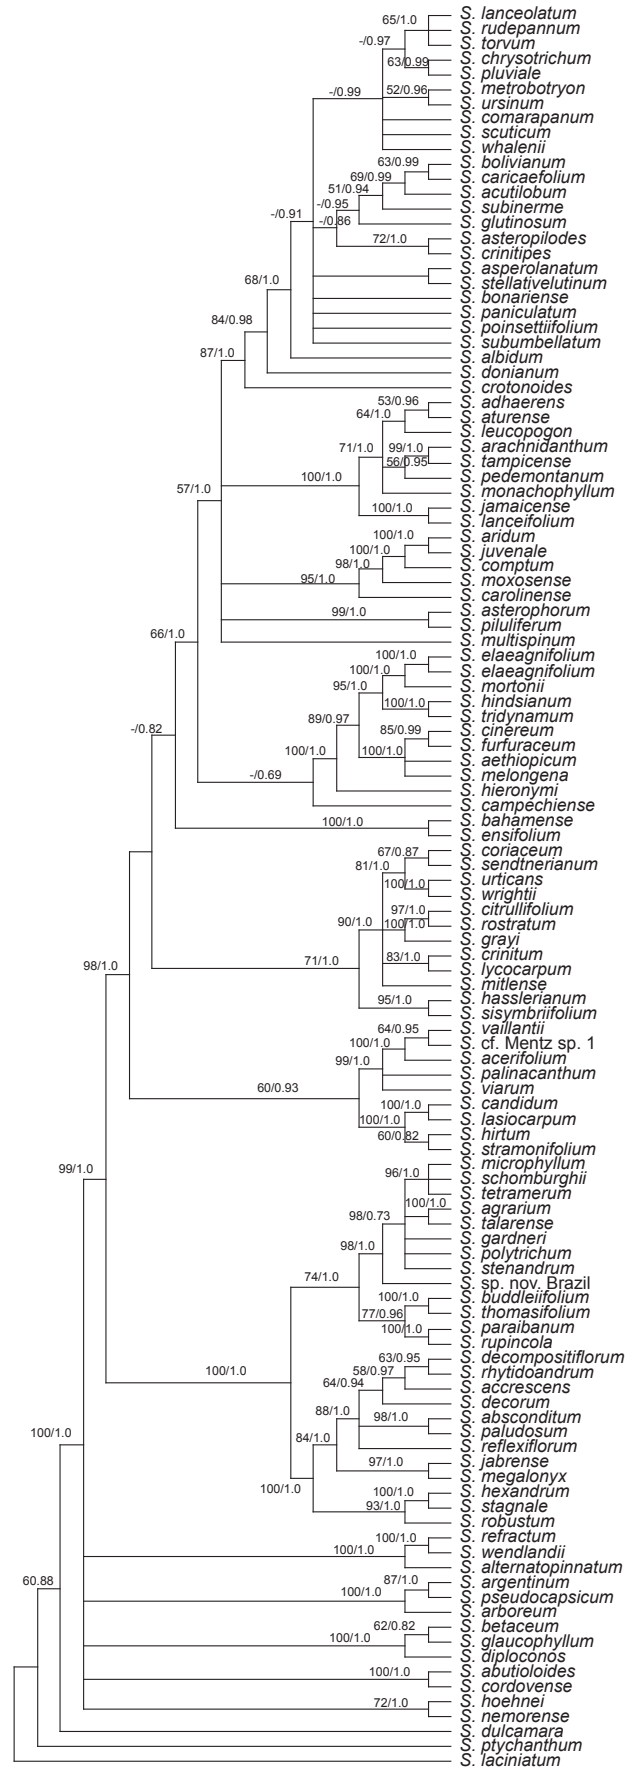 65/1.0 S. lanceolatum
S. rudepannum
-/0.97 S. torvum
63/0.99 S. chrysotrichum
S. pluviale
-/0.99 52/0.96 S. metrobotryon
S. ursinum
S. comarapanum
S. scuticum
S. whalenii
63/0.99 S. bolivianum
69/0.99 S. caricaefolium
51/0.94 S. acutilobum
-/0.95 S. subinerme
-/0.91 -/0.86 S. glutinosum
72/1.0 S. asteropilodes
S. crinitipes
S. asperolanatum
68/1.0 S. stellativelutinum
S. bonariense
S. paniculatum
84/0.98 S. poinsettiifolium
S. subumbellatum
87/1.0 S. albidum
S. donianum
S. crotonoides
53/0.96 S. adhaerens
64/1.0 S. aturense
S. leucopogon
71/1.0 99/1.0 S. arachnidanthum
56/0.95 S. tampicense
100/1.0 S. pedemontanum
57/1.0 S. monachophyllum
100/1.0 S. jamaicense
S. lanceifolium
100/1.0 S. aridum
100/1.0 S. juvenale
98/1.0 S. comptum
95/1.0 S. moxosense
S. carolinense
99/1.0 S. asterophorum
S. piluliferum
66/1.0 S. multispinum
100/1.0 S. elaeagnifolium
100/1.0 S. elaeagnifolium
95/1.0 S. mortonii
100/1.0 S. hindsianum
89/0.97 S. tridynamum
-/0.82 85/0.99 S. cinereum
100/1.0 100/1.0 S. furfuraceum
S. aethiopicum
-/0.69 S. melongena
S. hieronymi
S. campechiense
100/1.0 S. bahamense
S. ensifolium
67/0.87 S. coriaceum
81/1.0 S. sendtnerianum
100/1.0 S. urticans
S. wrightii
97/1.0 S. citrullifolium
90/1.0 100/1.0 S. rostratum
S. grayi
98/1.0 71/1.0 83/1.0 S. crinitum
S. lycocarpum
S. mitlense
95/1.0 S. hasslerianum
S. sisymbriifolium
64/0.95 S. vaillantii
100/1.0 S. cf. Mentz sp. 1
99/1.0 S. acerifolium
S. palinacanthum
60/0.93 S. viarum
100/1.0 S. candidum
100/1.0 S. lasiocarpum
60/0.82 S. hirtum
S. stramonifolium
99/1.0 96/1.0 S. microphyllum
S. schomburghii
S. tetramerum
100/1.0 S. agrarium
98/0.73 S. talarense
S. gardneri
98/1.0 S. polytrichum
S. stenandrum
74/1.0 S. sp. nov. Brazil
100/1.0 S. buddleiifolium
77/0.96 S. thomasifolium
100/1.0 S. paraibanum
S. rupincola
63/0.95 S. decompositiflorum
100/1.0 58/0.97 S. rhytidoandrum
64/0.94 S. accrescens
S. decorum
88/1.0 98/1.0 S. absconditum
S. paludosum
100/1.0 84/1.0 S. reflexiflorum
97/1.0 S. jabrense
S. megalonyx
100/1.0 100/1.0 S. hexandrum
93/1.0 S. stagnale
S. robustum
100/1.0 S. refractum
100/1.0 S. wendlandii
S. alternatopinnatum
60.88 87/1.0 S. argentinum
100/1.0 S. pseudocapsicum
S. arboreum
62/0.82 S. betaceum
100/1.0 S. glaucophyllum
S. diploconos
100/1.0 S. abutioloides
S. cordovense
72/1.0 S. hoehnei
S. nemorense
S. dulcamara
S. ptychanthum
S. laciniatum